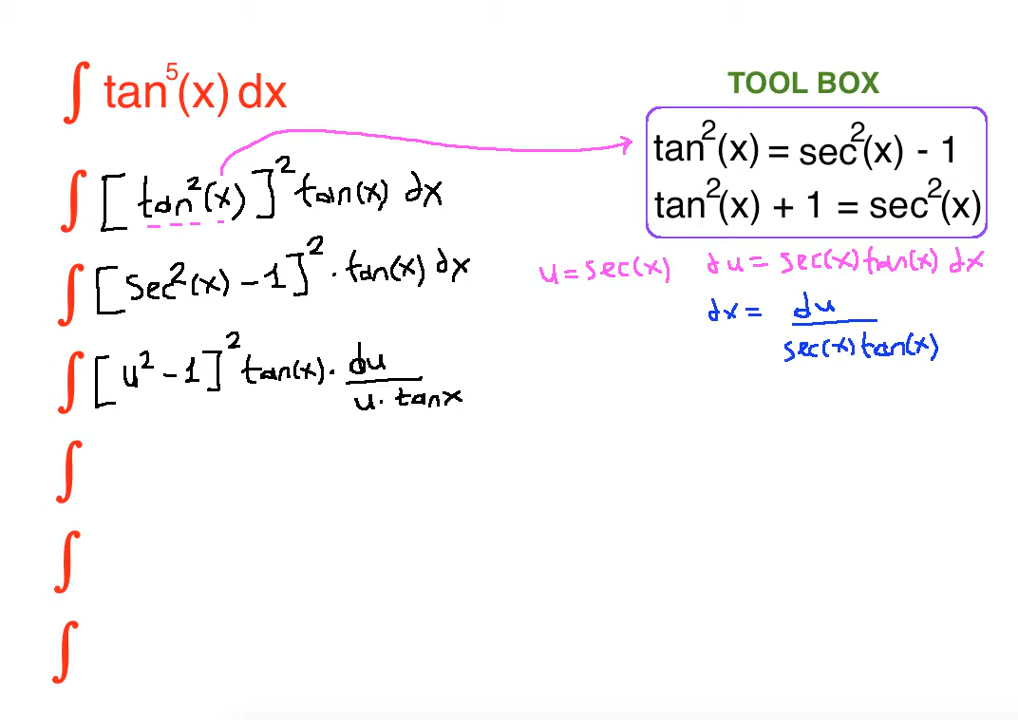 ∫ tan⁵(x) dx
TOOL BOX
tan²(x) = sec²(x) - 1
tan²(x) + 1 = sec²(x)
∫ [tan²(x)]² tan(x) dx
∫ [sec²(x) - 1]² · tan(x) dx
u = sec(x) du = sec(x)tan(x) dx
dx = du / sec(x)tan(x)
∫ [u² - 1]² tan(x) · du / u · tanx
∫
∫
∫